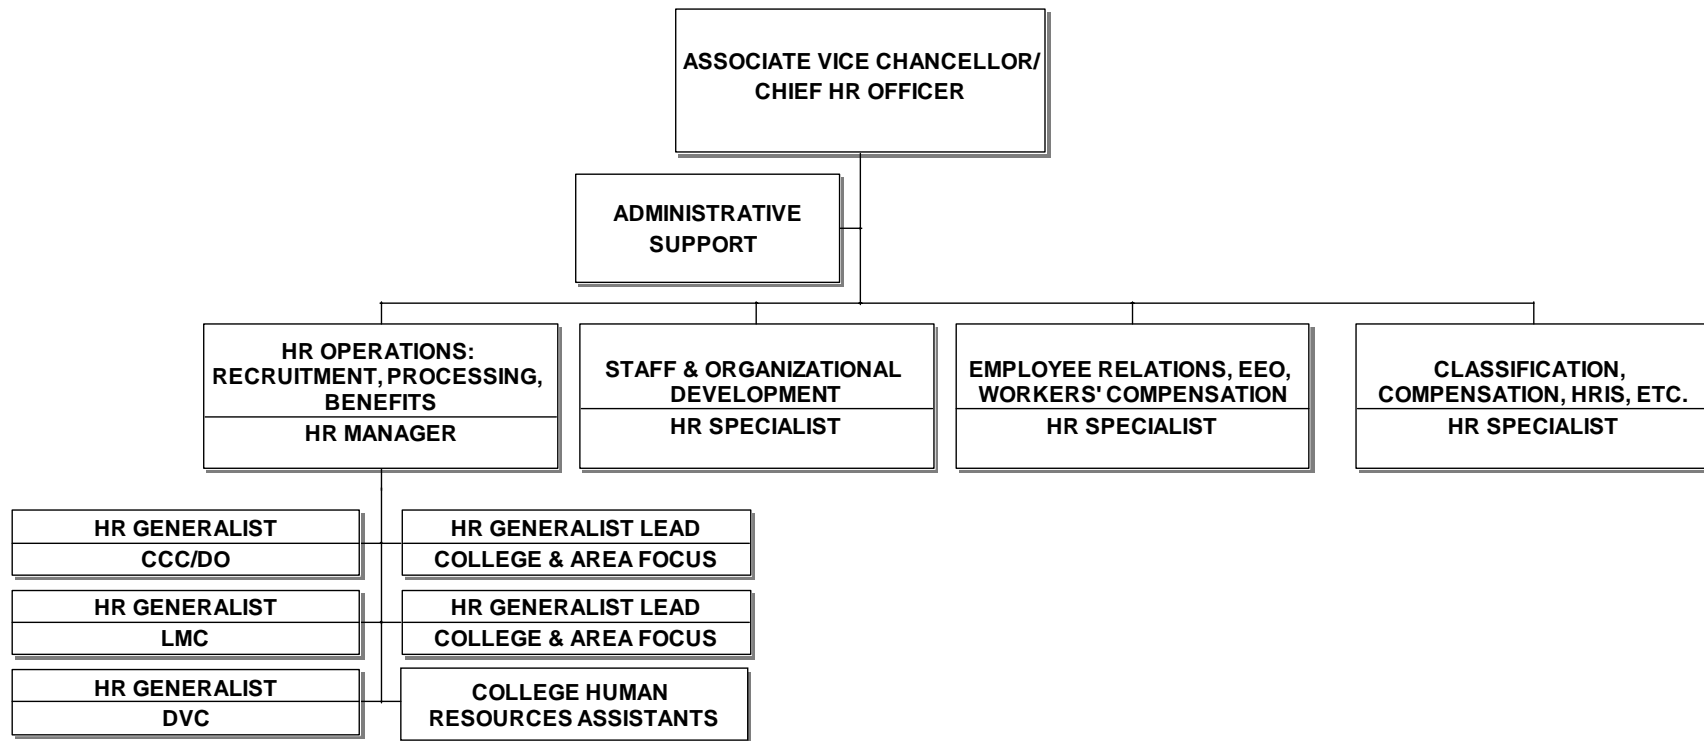 ASSOCIATE VICE CHANCELLOR/
CHIEF HR OFFICER
ADMINISTRATIVE
SUPPORT
HR OPERATIONS:
RECRUITMENT, PROCESSING,
BENEFITS
HR MANAGER
STAFF & ORGANIZATIONAL
DEVELOPMENT
HR SPECIALIST
EMPLOYEE RELATIONS, EEO,
WORKERS' COMPENSATION
HR SPECIALIST
CLASSIFICATION,
COMPENSATION, HRIS, ETC.
HR SPECIALIST
HR GENERALIST
CCC/DO
HR GENERALIST LEAD
COLLEGE & AREA FOCUS
HR GENERALIST
LMC
HR GENERALIST LEAD
COLLEGE & AREA FOCUS
HR GENERALIST
DVC
COLLEGE HUMAN
RESOURCES ASSISTANTS